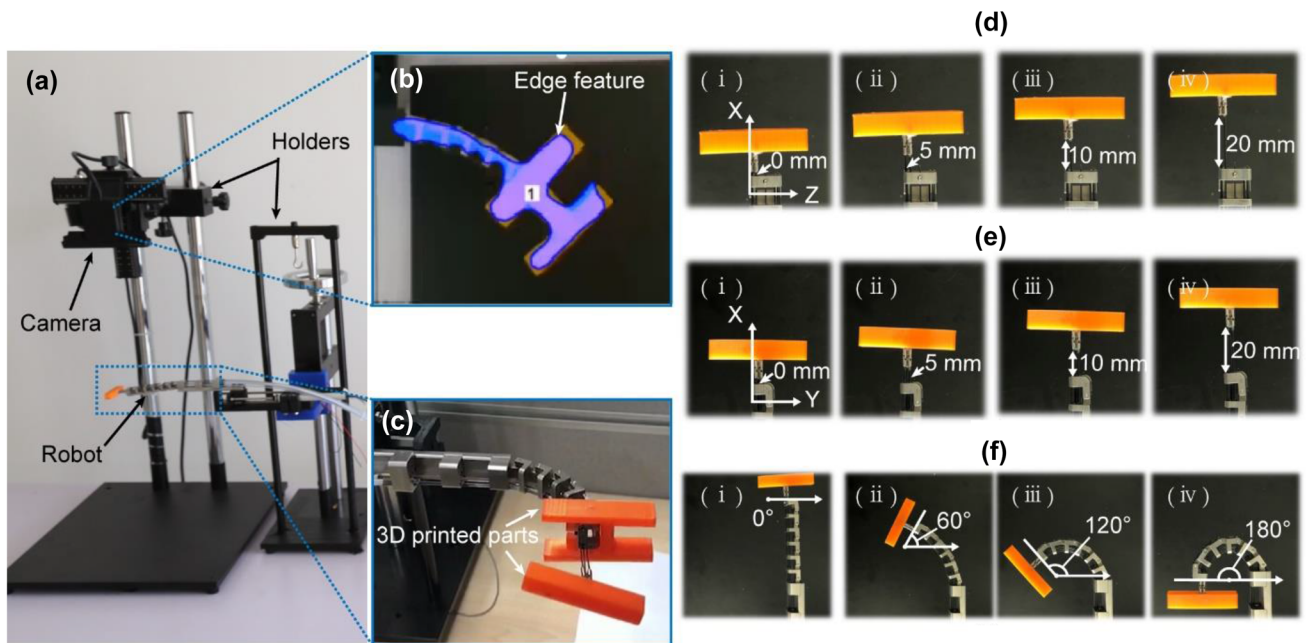 (a)
Holders
Camera
Robot
(b)
Edge feature
1
(c)
3D printed parts
(d)
( i )
X
0 mm
Z
( ii )
5 mm
( iii )
10 mm
( iv )
20 mm
(e)
( i )
X
0 mm
Y
( ii )
5 mm
( iii )
10 mm
( iv )
20 mm
(f)
( i )
0°
( ii )
60°
( iii )
120°
( iv )
180°